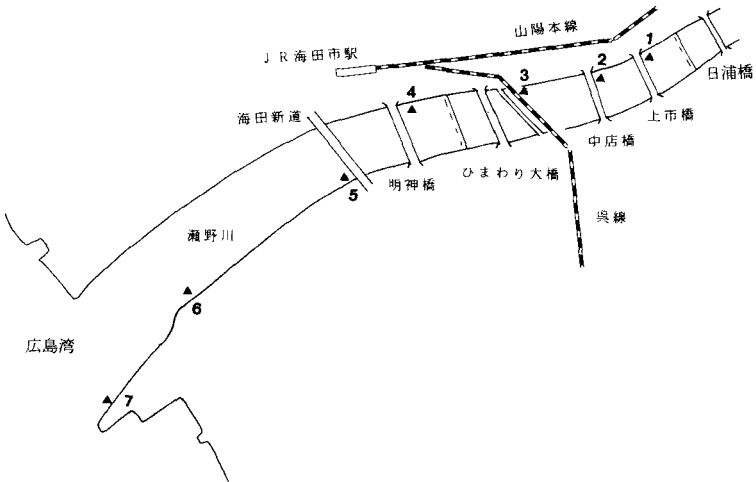 山陽本線
JR海田市駅
1
2
3
日浦橋
4
上市橋
海田新道
中店橋
ひまわり大橋
明神橋
5
呉線
瀬野川
6
広島湾
7